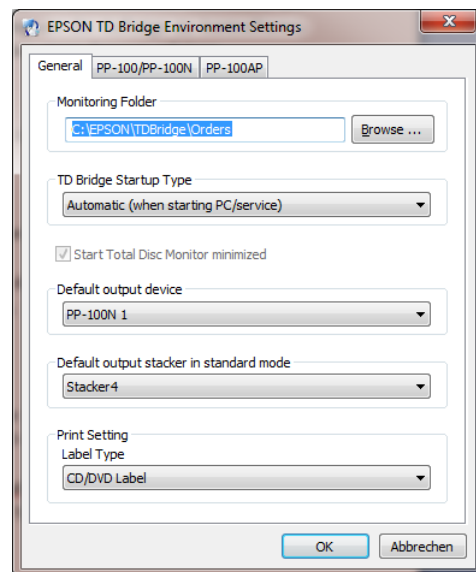 EPSON TD Bridge Environment Settings
General PP-100/PP-100N PP-100AP
Monitoring Folder
C:\EPSON\TDBridge\Orders Browse ...
TD Bridge Startup Type
Automatic (when starting PC/service)
Start Total Disc Monitor minimized
Default output device
PP-100N 1
Default output stacker in standard mode
Stacker4
Print Setting
Label Type
CD/DVD Label
OK Abbrechen